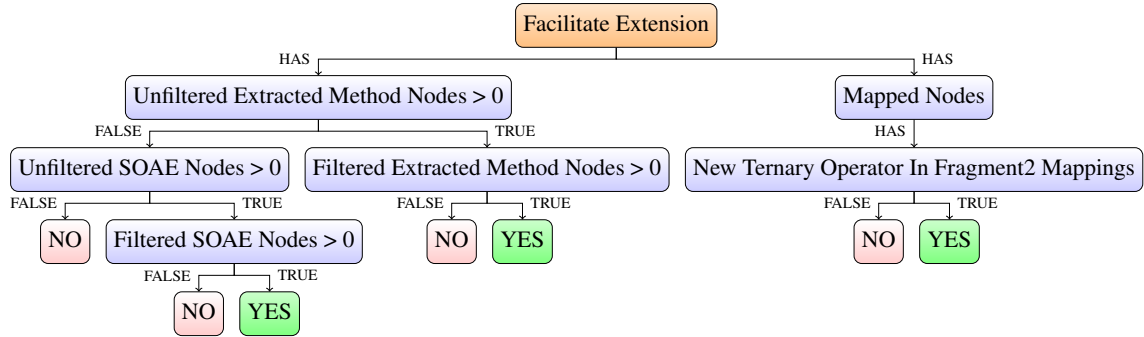 Facilitate Extension
HAS HAS
Unfiltered Extracted Method Nodes > 0 Mapped Nodes
FALSE TRUE HAS
Unfiltered SOAE Nodes > 0 Filtered Extracted Method Nodes > 0 New Ternary Operator In Fragment2 Mappings
FALSE TRUE FALSE TRUE FALSE TRUE
NO Filtered SOAE Nodes > 0 NO YES NO YES
FALSE TRUE
NO YES